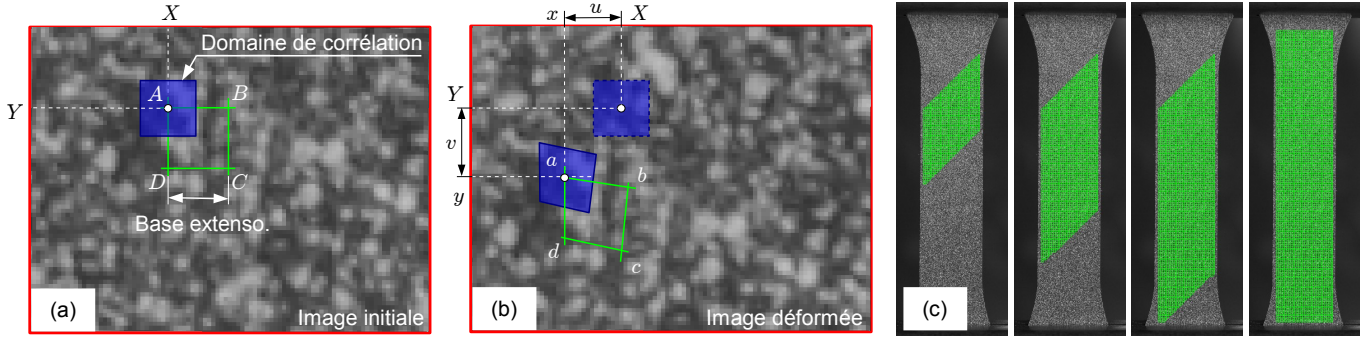 X
Domaine de corrélation
Y
A
B
D
C
Base extenso.
(a)
Image initiale
x
u
X
Y
v
y
a
b
d
c
(b)
Image déformée
(c)